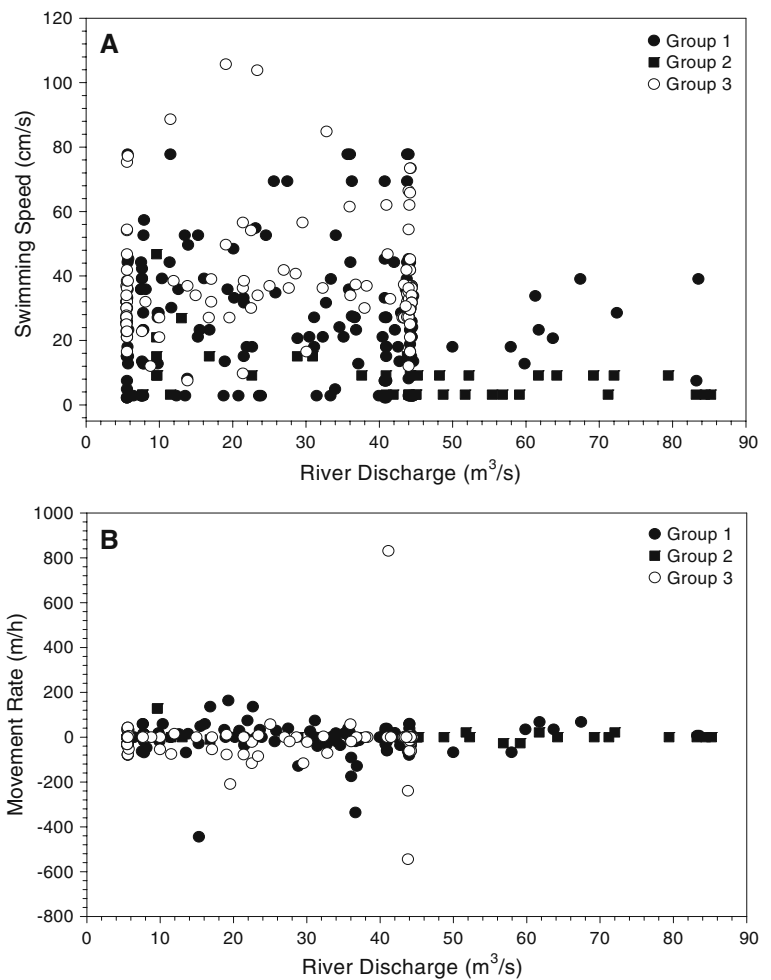 A
Group 1
Group 2
Group 3
Swimming Speed (cm/s)
120
100
80
60
40
20
0
0 10 20 30 40 50 60 70 80 90
River Discharge (m³/s)
B
Group 1
Group 2
Group 3
Movement Rate (m/h)
1000
800
600
400
200
0
-200
-400
-600
-800
0 10 20 30 40 50 60 70 80 90
River Discharge (m³/s)